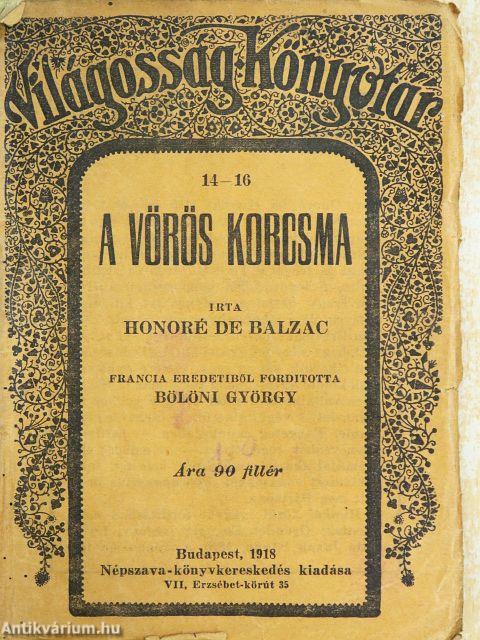 Világosság-Könyvtár
14–16
A VÖRÖS KORCSMA
IRTA
HONORÉ DE BALZAC
FRANCIA EREDETIBŐL FORDITOTTA
BÖLÖNI GYÖRGY
Ára 90 fillér
Budapest, 1918
Népszava-könyvkereskedés kiadása
VII, Erzsébet-körút 35
Antikvárium.hu